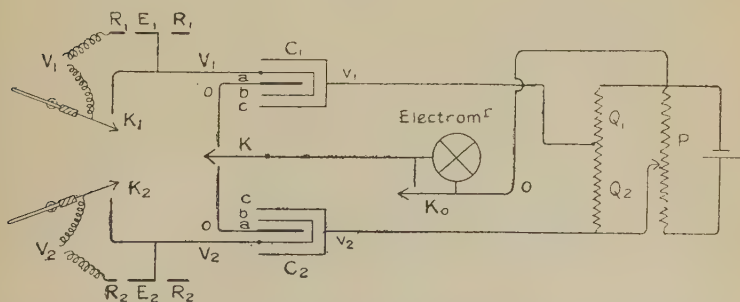 R₁ E₁ R₁
V₁
V₁ C₁
a v₁
o b
c
K₁
Electromʳ
Q₁ P
K
K₂
c
b
o a
K₀ o
Q₂
V₂
V₂ C₂ v₂
R₂ E₂ R₂